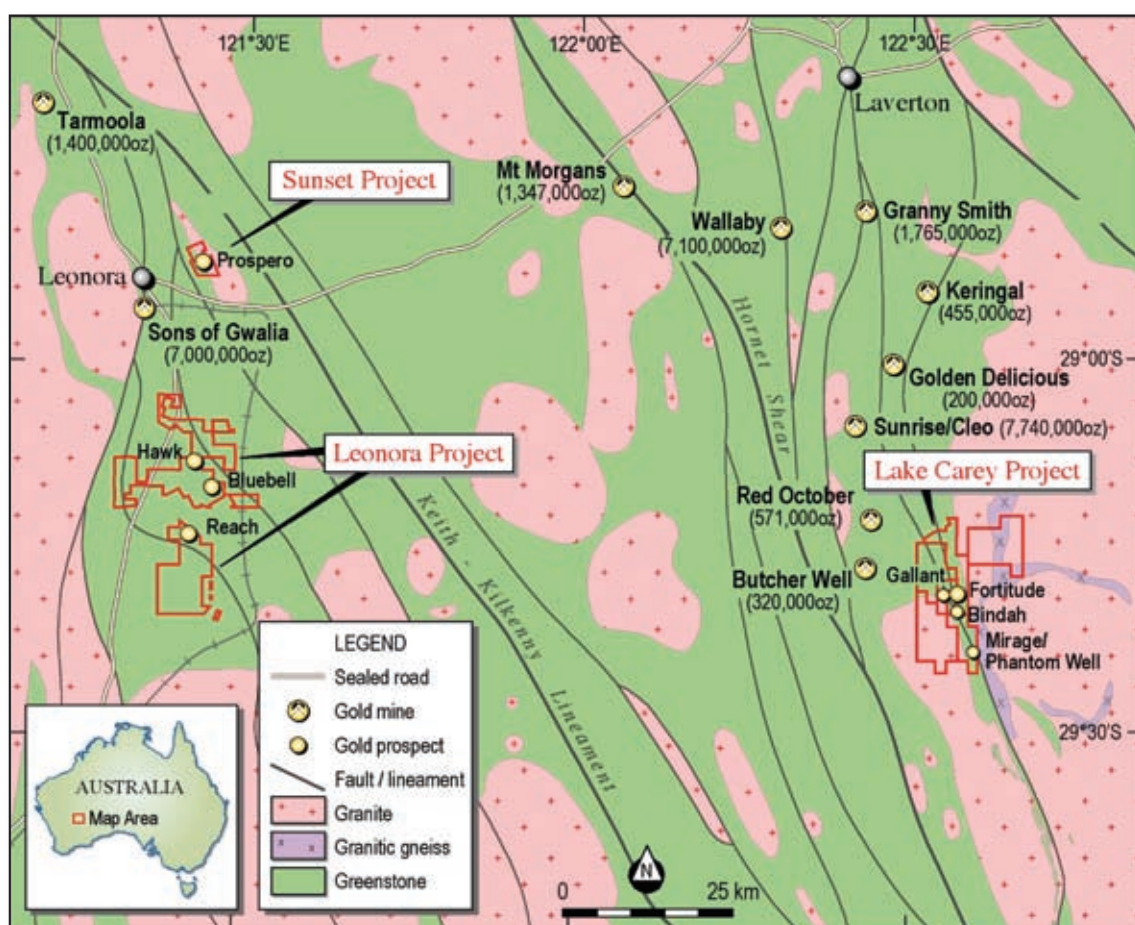 121°30'E
122°00'E
122°30'E
Tarmoola
(1,400,000oz)
Laverton
Sunset Project
Mt Morgans
(1,347,000oz)
Wallaby
(7,100,000oz)
Granny Smith
(1,765,000oz)
Prospero
Leonora
Keringal
(455,000oz)
Sons of Gwalia
(7,000,000oz)
29°00'S
Hornet Shear
Golden Delicious
(200,000oz)
Sunrise/Cleo (7,740,000oz)
Leonora Project
Hawk
Bluebell
Lake Carey Project
Red October
(571,000oz)
Reach
Keith - Kilkenny Lineament
Butcher Well
(320,000oz)
Gallant
Fortitude
Bindah
Mirage/
Phantom Well
LEGEND
Sealed road
Gold mine
Gold prospect
Fault / lineament
Granite
Granitic gneiss
Greenstone
29°30'S
AUSTRALIA
Map Area
N
0 25 km